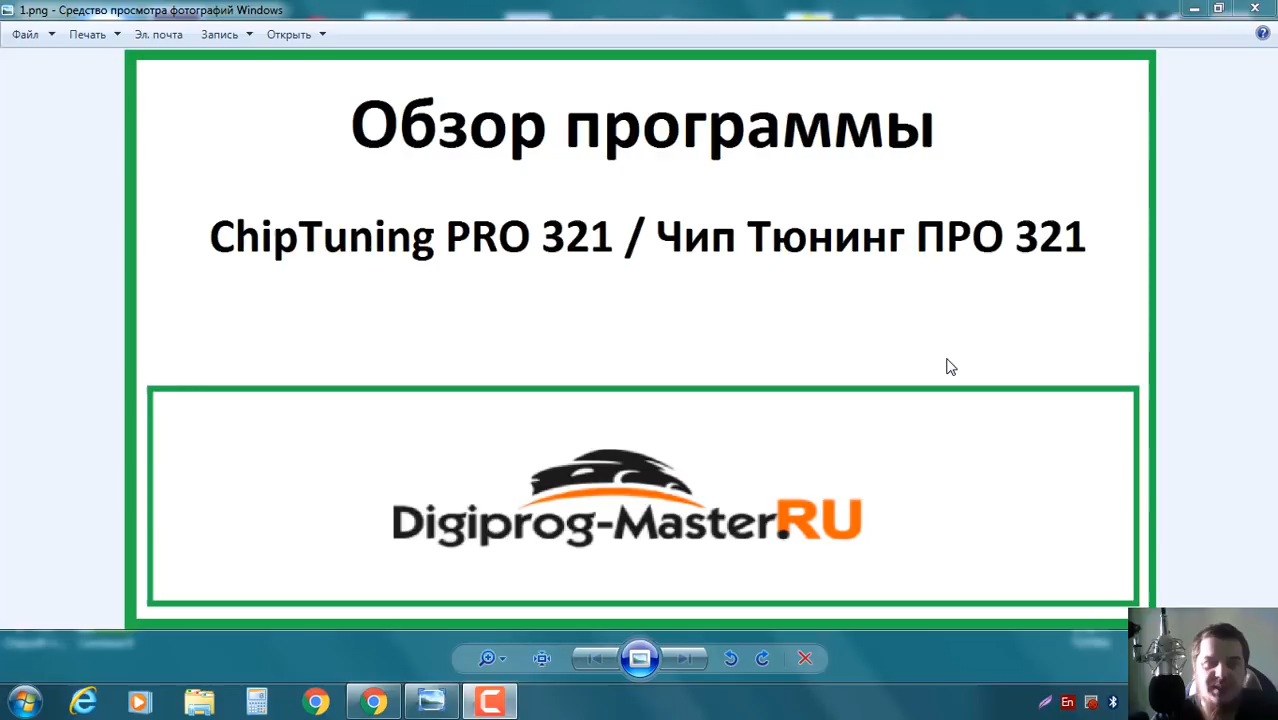 1.png - Средство просмотра фотографий Windows
Файл Печать Эл. почта Запись Открыть
Обзор программы
ChipTuning PRO 321 / Чип Тюнинг ПРО 321
Digiprog-Master.RU
En